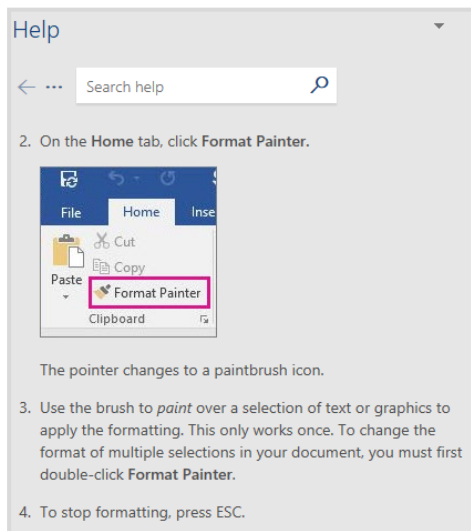 Help
Search help
2. On the Home tab, click Format Painter.
File Home Inse
Cut
Copy
Paste
Format Painter
Clipboard
The pointer changes to a paintbrush icon.
3. Use the brush to paint over a selection of text or graphics to
apply the formatting. This only works once. To change the
format of multiple selections in your document, you must first
double-click Format Painter.
4. To stop formatting, press ESC.